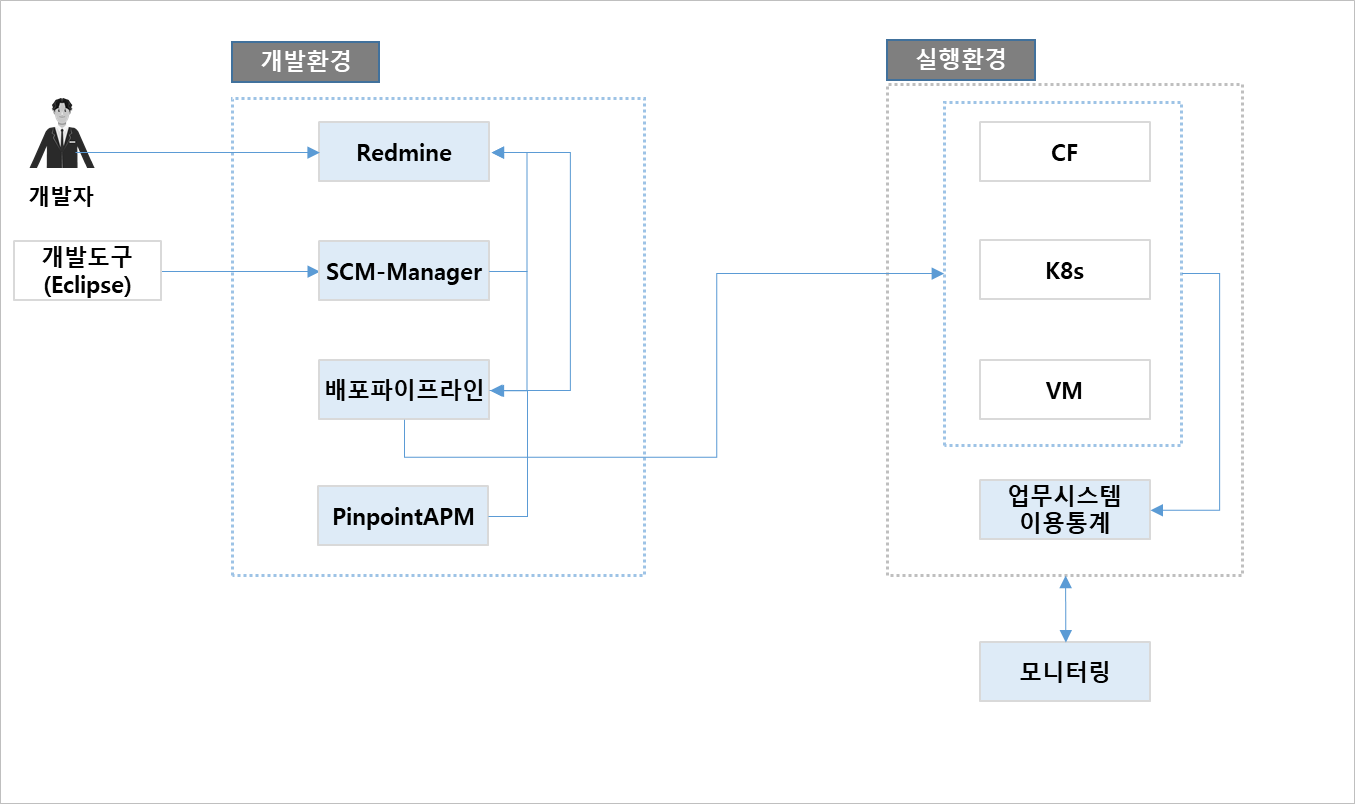 개발환경
실행환경
개발자
개발도구
(Eclipse)
Redmine
SCM-Manager
배포파이프라인
PinpointAPM
CF
K8s
VM
업무시스템
이용통계
모니터링